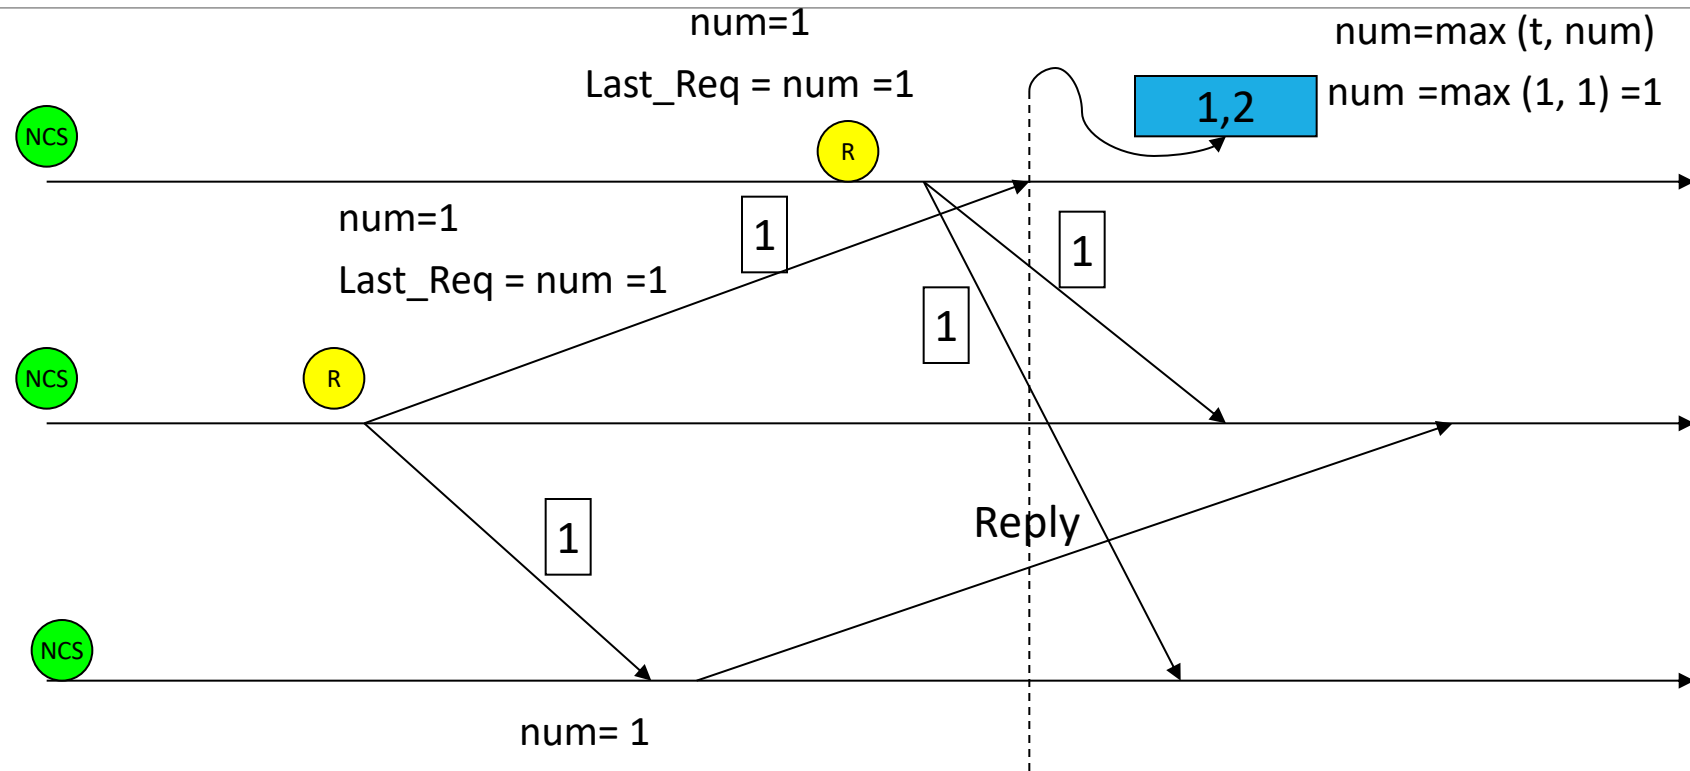 num=1
Last_Req = num =1
num=max (t, num)
num =max (1, 1) =1
1,2
NCS
R
num=1
Last_Req = num =1
1
1
1
NCS
R
1
Reply
NCS
num= 1